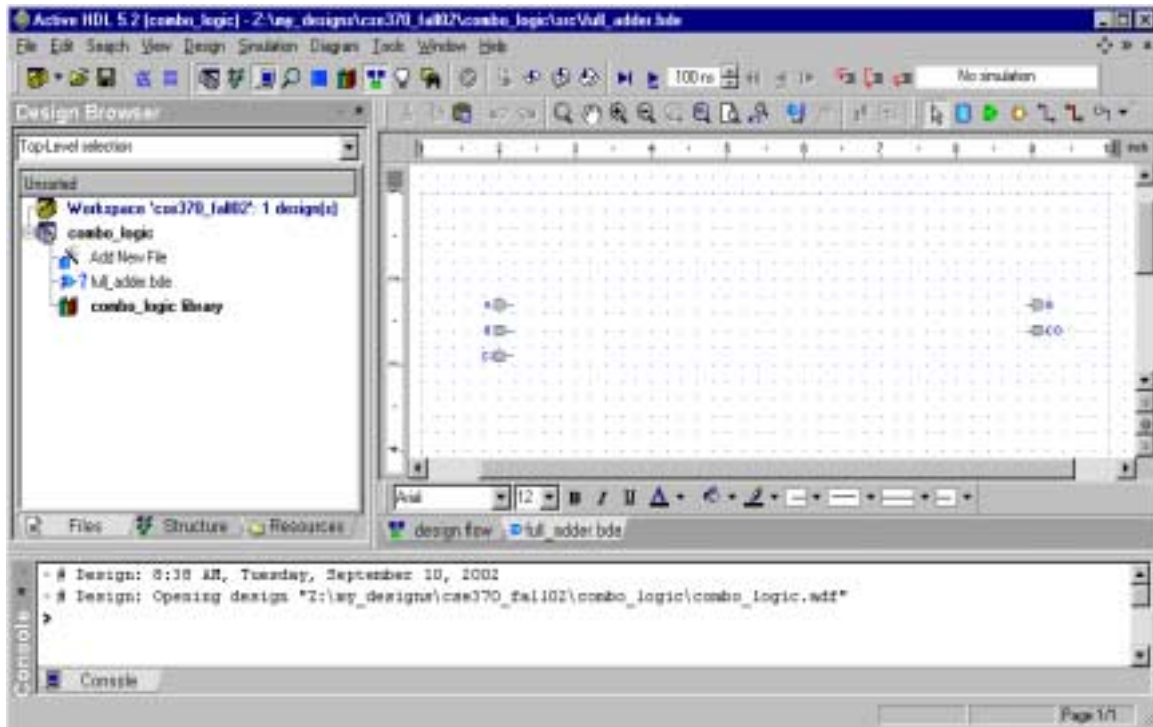 Active HDL 5.2 (combo_logic) - Z:\my_designs\cse370_fall02\combo_logic\src\full_adder.bde
File Edit Search View Design Simulation Diagram Tools Window Help
100 ns
No simulation
Design Browser
Top-Level selection
Unsorted
Workspace 'cse370_fall02': 1 design(s)
combo_logic
Add New File
full_adder.bde
combo_logic library
Files Structure Resources
inch
CO
Arial 12 B I U A
design flow full_adder.bde
# Design: 8:38 AM, Tuesday, September 10, 2002
# Design: Opening design "Z:\my_designs\cse370_fall02\combo_logic\combo_logic.adf"
>
Console
Console
Page 1/1